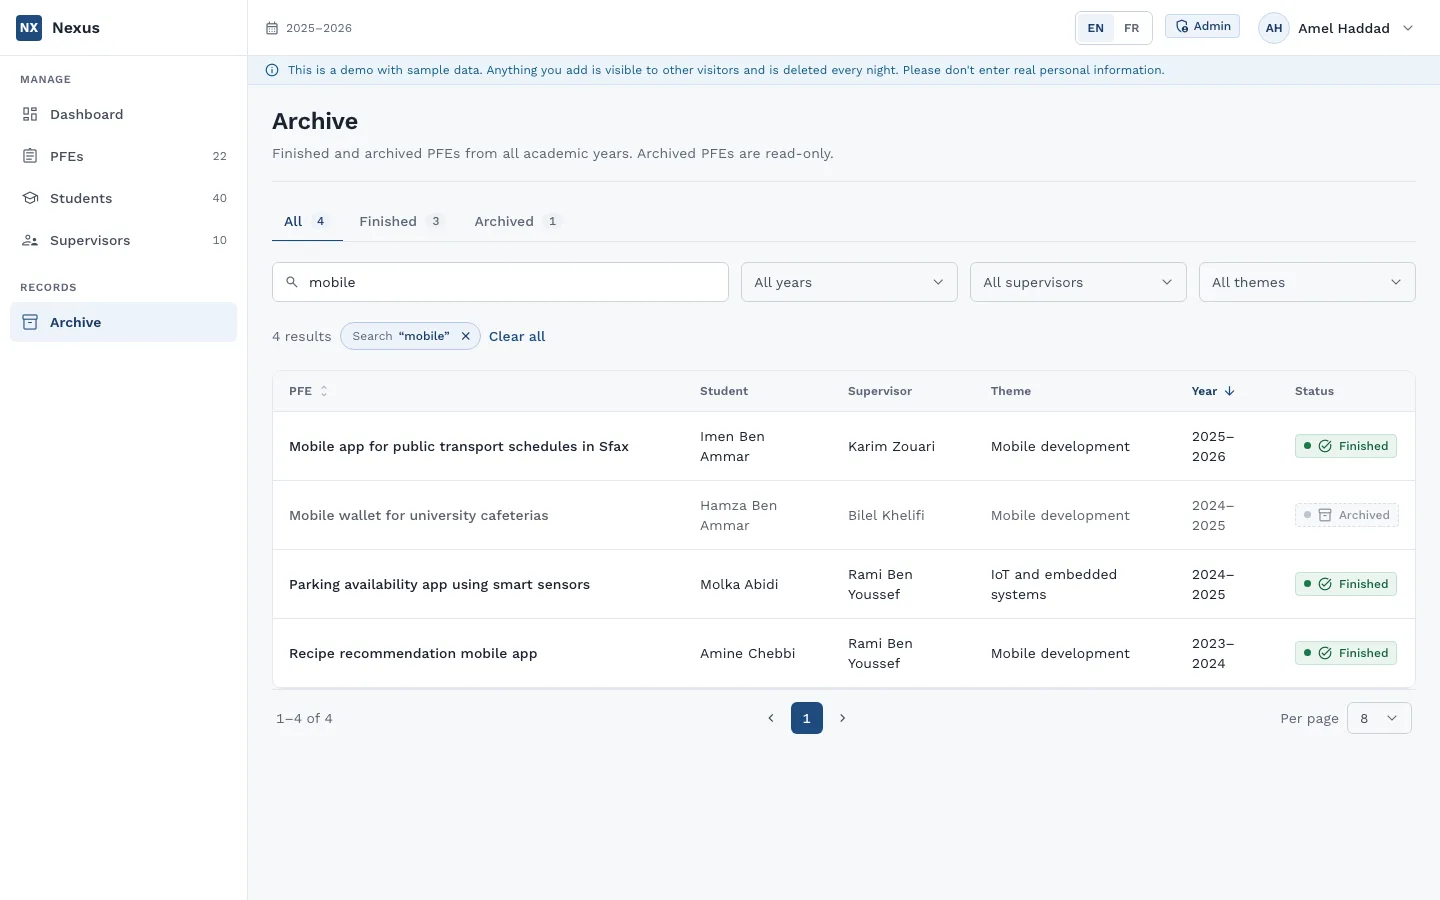 NX Nexus
2025–2026
EN FR
Admin
AH Amel Haddad
This is a demo with sample data. Anything you add is visible to other visitors and is deleted every night. Please don't enter real personal information.
MANAGE
Dashboard
PFEs 22
Students 40
Supervisors 10
RECORDS
Archive
Archive
Finished and archived PFEs from all academic years. Archived PFEs are read-only.
All 4 Finished 3 Archived 1
mobile
All years
All supervisors
All themes
4 results Search “mobile” Clear all
PFE Student Supervisor Theme Year Status
Mobile app for public transport schedules in Sfax
Imen Ben
Ammar
Karim Zouari
Mobile development
2025–
2026
Finished
Mobile wallet for university cafeterias
Hamza Ben
Ammar
Bilel Khelifi
Mobile development
2024–
2025
Archived
Parking availability app using smart sensors
Molka Abidi
Rami Ben
Youssef
IoT and embedded
systems
2024–
2025
Finished
Recipe recommendation mobile app
Amine Chebbi
Rami Ben
Youssef
Mobile development
2023–
2024
Finished
1–4 of 4
1
Per page 8